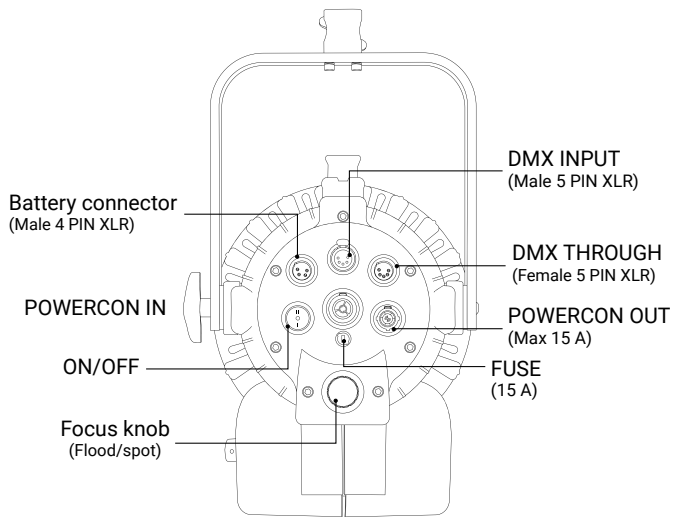 DMX INPUT
(Male 5 PIN XLR)
Battery connector
(Male 4 PIN XLR)
DMX THROUGH
(Female 5 PIN XLR)
POWERCON IN
POWERCON OUT
(Max 15 A)
II
I
ON/OFF
FUSE
(15 A)
Focus knob
(Flood/spot)